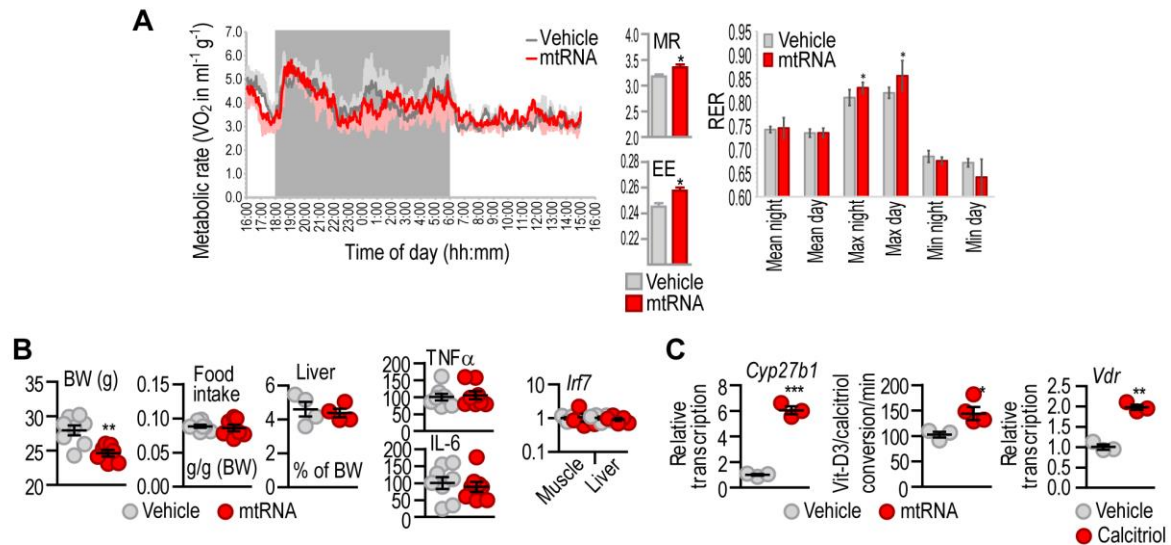 A
Metabolic rate (VO2 in ml⁻¹ g⁻¹)
7.0
6.0
5.0
4.0
3.0
2.0
1.0
0.0
Vehicle
mtRNA
16:00
17:00
18:00
19:00
20:00
21:00
22:00
23:00
0:00
1:00
2:00
3:00
4:00
5:00
6:00
7:00
8:00
9:00
10:00
11:00
12:00
13:00
14:00
15:00
16:00
Time of day (hh:mm)
MR
*
4.0
3.5
3.0
2.5
2.0
EE
*
0.28
0.26
0.24
0.22
Vehicle
mtRNA
RER
0.95
0.90
0.85
0.80
0.75
0.70
0.65
0.60
Vehicle
mtRNA
*
*
Mean night
Mean day
Max night
Max day
Min night
Min day
B
BW (g)
35
30
25
20
**
Food
intake
0.15
0.10
0.05
0.00
g/g (BW)
Liver
6
4
2
0
% of BW
Vehicle
mtRNA
TNFα
200
150
100
50
0
IL-6
200
150
100
50
0
Irf7
10
1
0.1
Muscle
Liver
C
Relative
transcription
Cyp27b1
8
6
4
2
0
***
Vit-D3/calcitriol
conversion/min
200
150
100
50
0
*
Vehicle
mtRNA
Relative
transcription
Vdr
2.5
2.0
1.5
1.0
0.5
0.0
**
Vehicle
Calcitriol